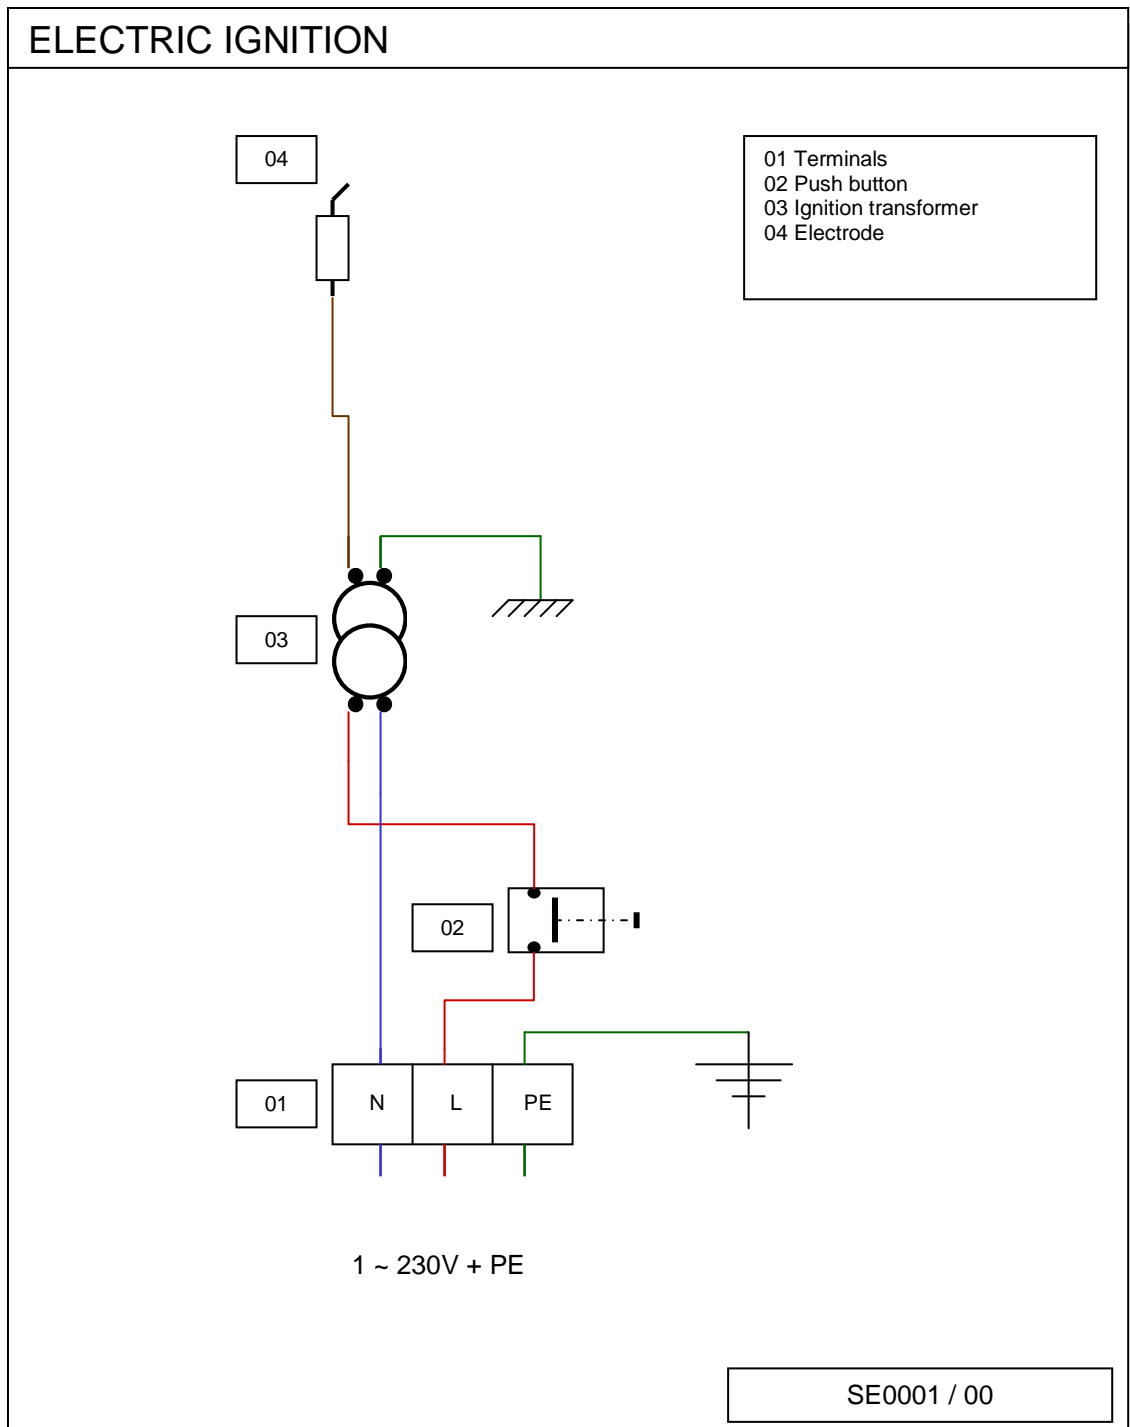 ELECTRIC IGNITION
04
01 Terminals
02 Push button
03 Ignition transformer
04 Electrode
03
02
01
N L PE
1 ~ 230V + PE
SE0001 / 00